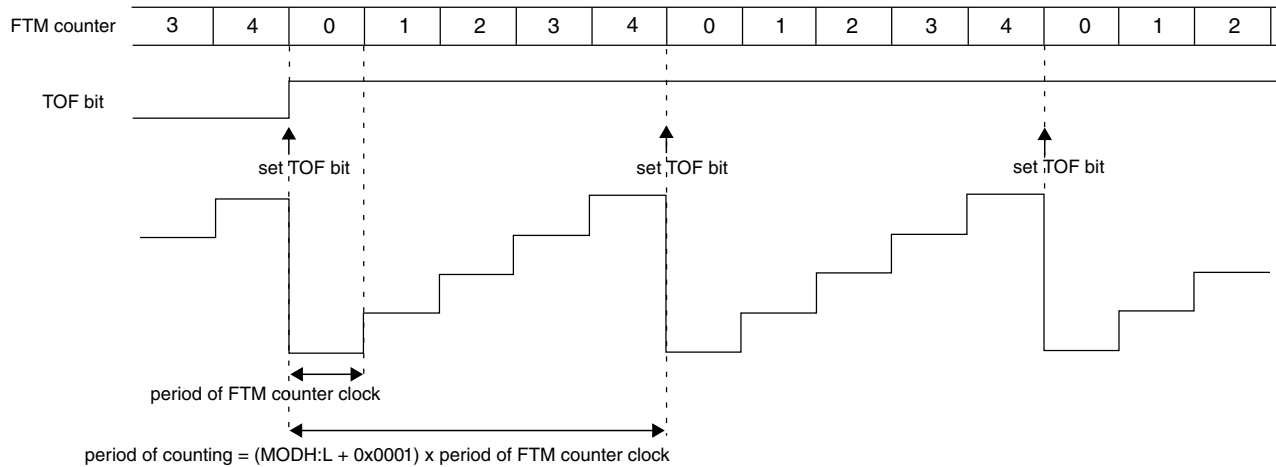 FTM counter 3 4 0 1 2 3 4 0 1 2 3 4 0 1 2
TOF bit
set TOF bit set TOF bit set TOF bit
period of FTM counter clock
period of counting = (MODH:L + 0x0001) x period of FTM counter clock